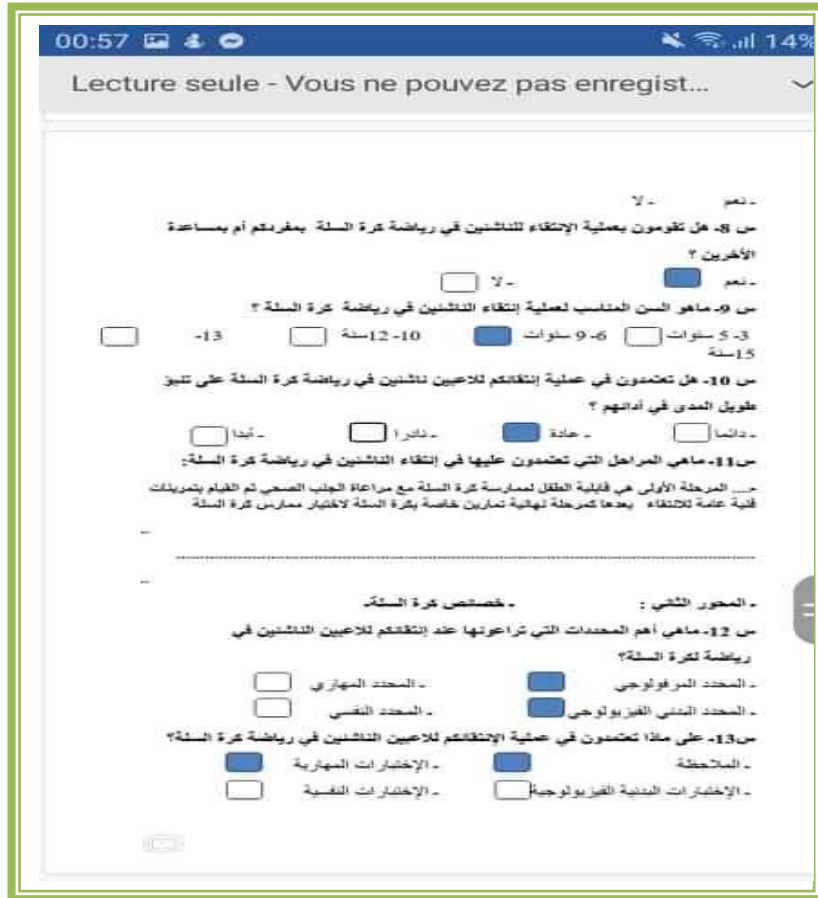 00:57 14%
Lecture seule - Vous ne pouvez pas enregist...
- نعم - لا
س 8- هل تقومون بعملية الإنتقاء للناشئين في رياضة كرة السلة بمفردكم أم بمساعدة
الأخرين ؟
- نعم - لا
س 9- ماهو السن المناسب لعملية إنتقاء الناشئين في رياضة كرة السلة ؟
3- 5 سنوات 6- 9 سنوات 10- 12سنة 13-
15سنة
س 10- هل تعتمدون في عملية إنتقائكم للاعبين ناشئين في رياضة كرة السلة على تنبؤ
طويل المدى في أدائهم ؟
- دائما - عادة - نادرا - أبدا
س11- ماهي المراحل التي تعتمدون عليها في إنتقاء الناشئين في رياضة كرة السلة:
المرحلة الأولى هي قابلية الطفل لممارسة كرة السلة مع مراعاة الجانب الصحي ثم القيام بتمرينات
فنية عامة للانتقاء بعدها كمرحلة نهائية تمارين خاصة بكرة السلة لاختيار ممارس كرة السلة
- المحور الثاني : - خصائص كرة السلة-
س 12- ماهي أهم المحددات التي تراعونها عند إنتقائكم للاعبين الناشئين في
رياضة لكرة السلة؟
- المحدد المرفولوجي - المحدد المهاري
- المحدد البدني الفيزيولوجي - المحدد النفسي
س13- على ماذا تعتمدون في عملية الإنتقائكم للاعبين الناشئين في رياضة كرة السلة؟
- الملاحظة - الإختبارات المهارية
- الإختبارات البدنية الفيزيولوجية - الإختبارات النفسية